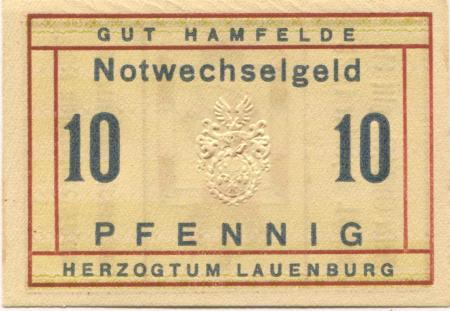 GUT HAMFELDE
Notwechselgeld
10 10
PFENNIG
HERZOGTUM LAUENBURG